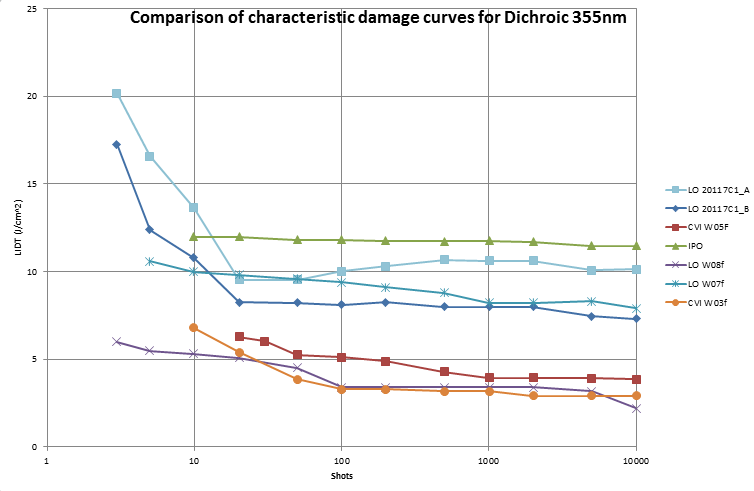 Comparison of characteristic damage curves for Dichroic 355nm
25
20
15
10
5
0
LIDT (J/cm^2)
1
10
100
1000
10000
Shots
LO 20117C1_A
LO 20117C1_B
CVI W05F
IPO
LO W08f
LO W07f
CVI W03f